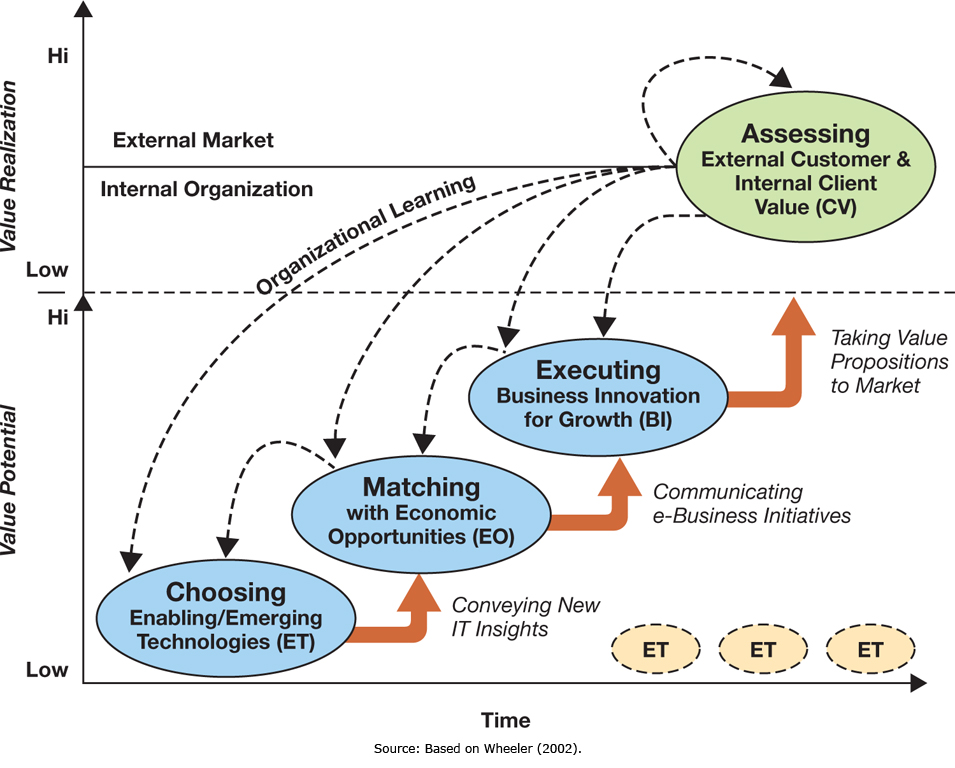 Hi
Value Realization
External Market
Internal Organization
Organizational Learning
Low
Assessing
External Customer &
Internal Client
Value (CV)
Hi
Value Potential
Executing
Business Innovation
for Growth (BI)
Taking Value
Propositions
to Market
Matching
with Economic
Opportunities (EO)
Communicating
e-Business Initiatives
Choosing
Enabling/Emerging
Technologies (ET)
Conveying New
IT Insights
ET
ET
ET
Low
Time
Source: Based on Wheeler (2002).